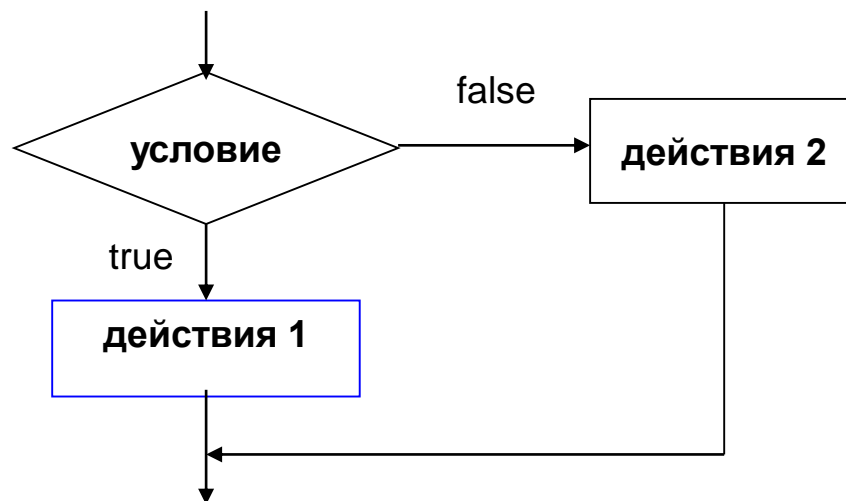 false
условие
действия 2
true
действия 1